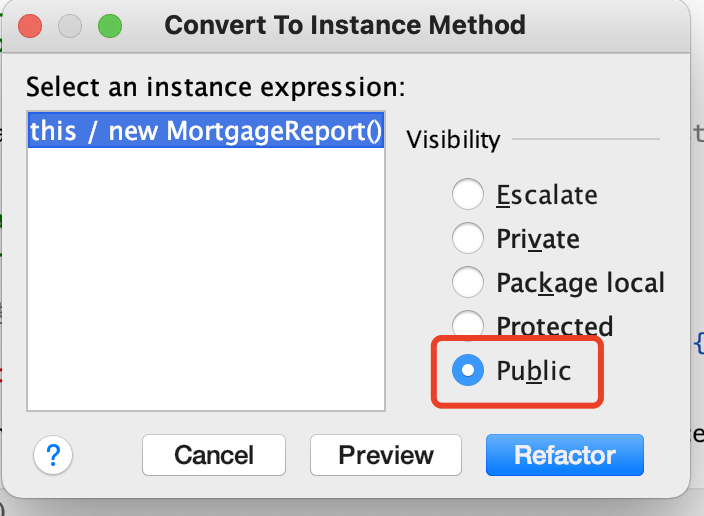 Convert To Instance Method
Select an instance expression:
this / new MortgageReport()
Visibility
Escalate
Private
Package local
Protected
Public
?
Cancel
Preview
Refactor